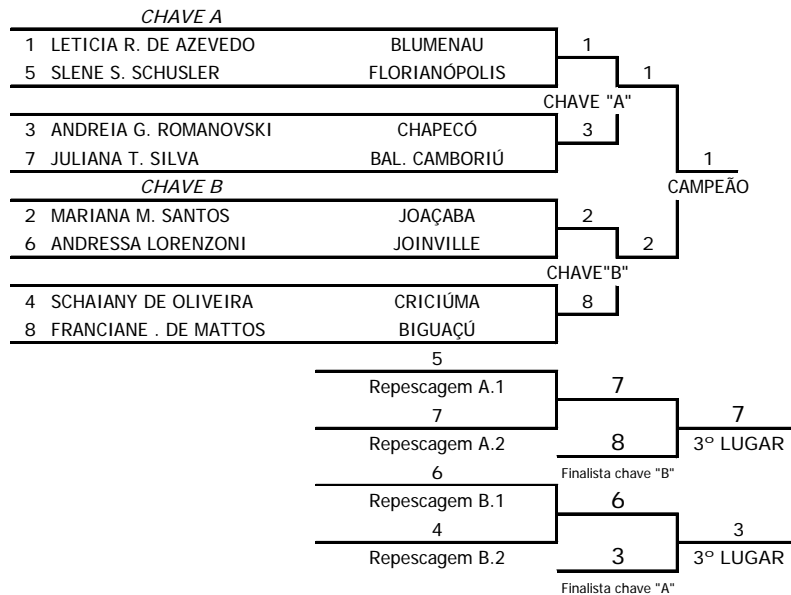 CHAVE A
1 LETICIA R. DE AZEVEDO BLUMENAU 1
5 SLENE S. SCHUSLER FLORIANÓPOLIS 1
CHAVE "A"
3 ANDREIA G. ROMANOVSKI CHAPECÓ 3
7 JULIANA T. SILVA BAL. CAMBORIÚ 1
CHAVE B CAMPEÃO
2 MARIANA M. SANTOS JOAÇABA 2
6 ANDRESSA LORENZONI JOINVILLE 2
CHAVE"B"
4 SCHAIANY DE OLIVEIRA CRICIÚMA 8
8 FRANCIANE . DE MATTOS BIGUAÇÚ
5
Repescagem A.1 7
7 7
Repescagem A.2 8 3º LUGAR
6 Finalista chave "B"
Repescagem B.1 6
4 3
Repescagem B.2 3 3º LUGAR
Finalista chave "A"